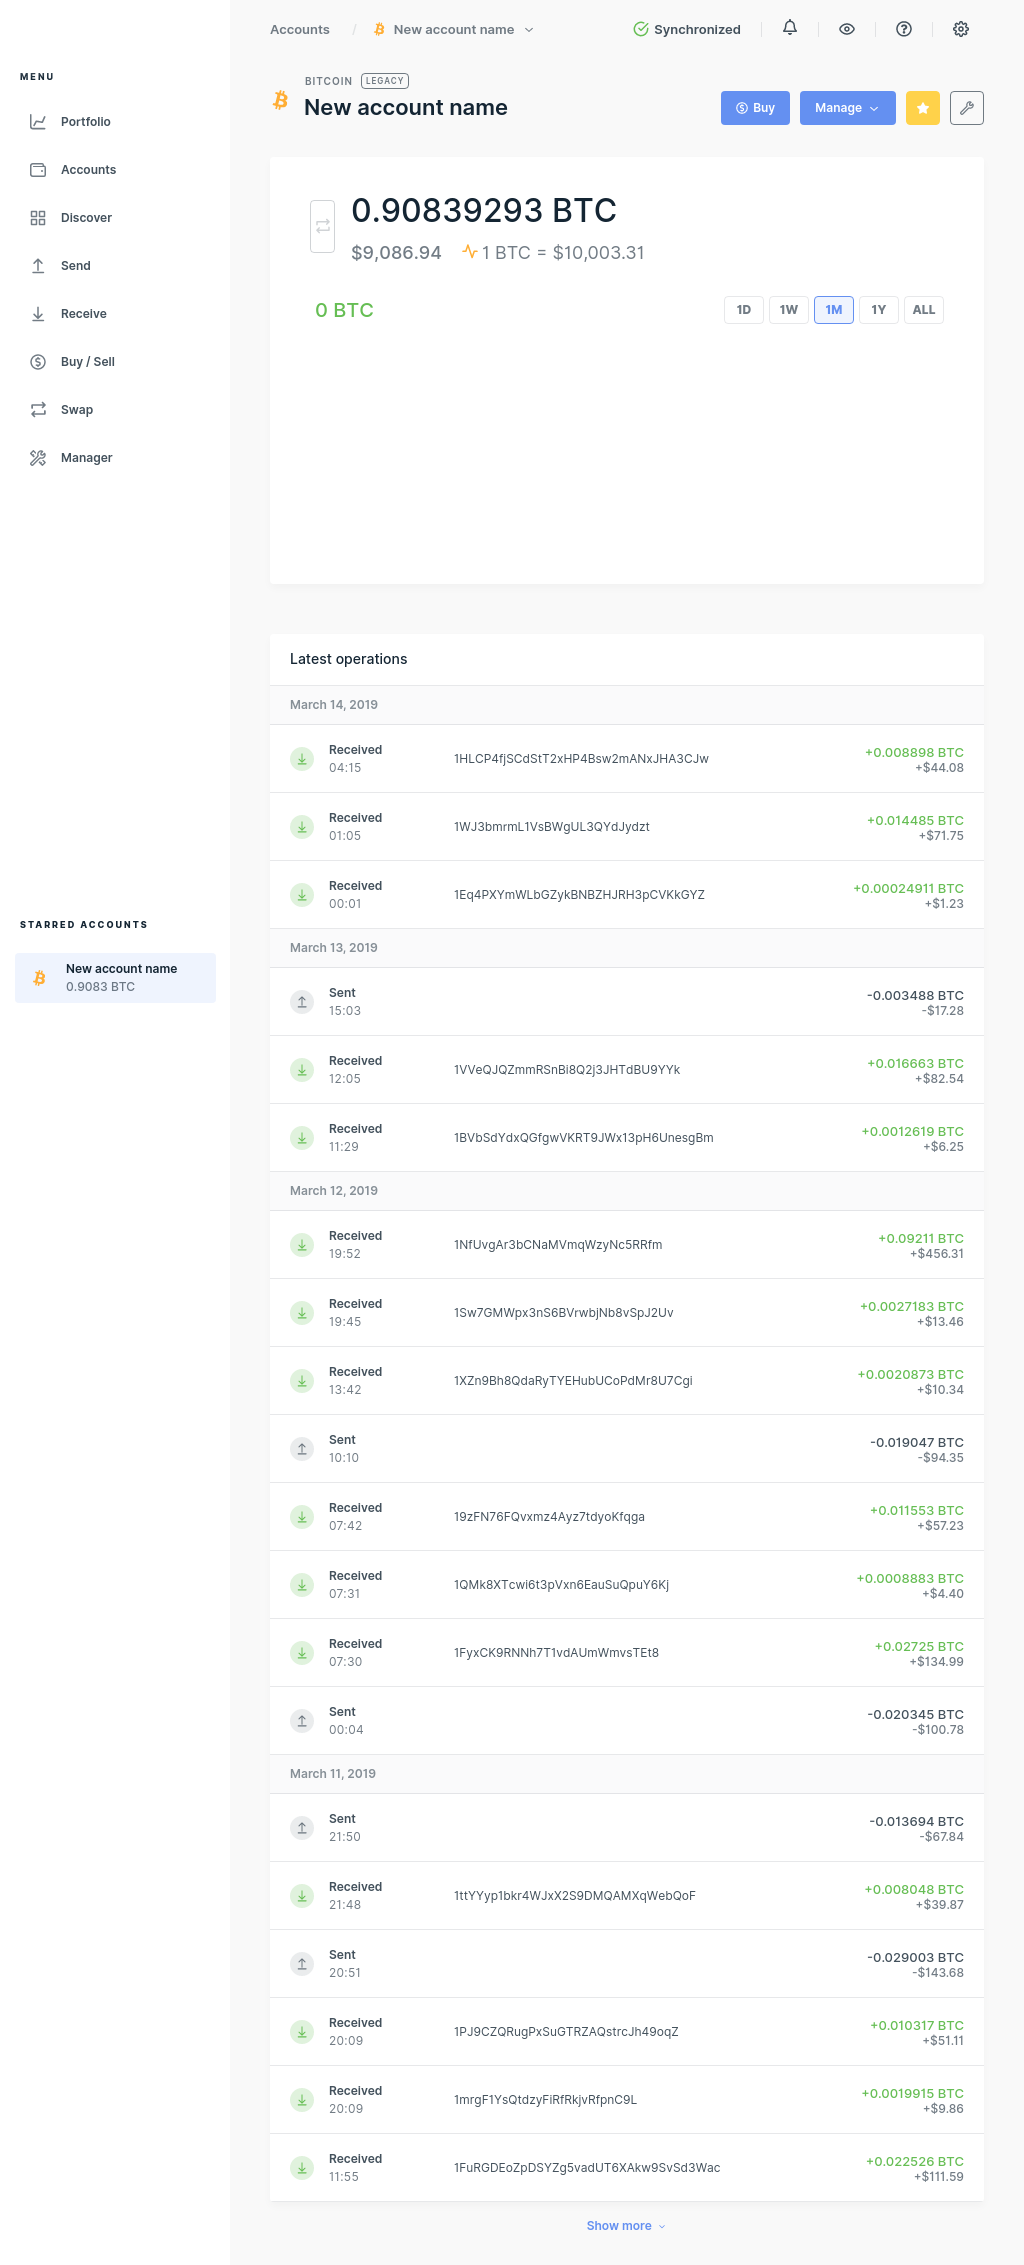 Accounts / New account name
Synchronized
MENU
Portfolio
Accounts
Discover
Send
Receive
Buy / Sell
Swap
Manager
STARRED ACCOUNTS
New account name
0.9083 BTC
BITCOIN LEGACY
New account name
Buy
Manage
0.90839293 BTC
$9,086.94 1 BTC = $10,003.31
0 BTC
1D 1W 1M 1Y ALL
Latest operations
March 14, 2019
Received
04:15
1HLCP4fjSCdStT2xHP4Bsw2mANxJHA3CJw
+0.008898 BTC
+$44.08
Received
01:05
1WJ3bmrmL1VsBWgUL3QYdJydzt
+0.014485 BTC
+$71.75
Received
00:01
1Eq4PXYmWLbGZykBNBZHJRH3pCVKkGYZ
+0.00024911 BTC
+$1.23
March 13, 2019
Sent
15:03
-0.003488 BTC
-$17.28
Received
12:05
1VVeQJQZmmRSnBi8Q2j3JHTdBU9YYk
+0.016663 BTC
+$82.54
Received
11:29
1BVbSdYdxQGfgwVKRT9JWx13pH6UnesgBm
+0.0012619 BTC
+$6.25
March 12, 2019
Received
19:52
1NfUvgAr3bCNaMVmqWzyNc5RRfm
+0.09211 BTC
+$456.31
Received
19:45
1Sw7GMWpx3nS6BVrwbjNb8vSpJ2Uv
+0.0027183 BTC
+$13.46
Received
13:42
1XZn9Bh8QdaRyTYEHubUCoPdMr8U7Cgi
+0.0020873 BTC
+$10.34
Sent
10:10
-0.019047 BTC
-$94.35
Received
07:42
19zFN76FQvxmz4Ayz7tdyoKfqga
+0.011553 BTC
+$57.23
Received
07:31
1QMk8XTcwi6t3pVxn6EauSuQpuY6Kj
+0.0008883 BTC
+$4.40
Received
07:30
1FyxCK9RNNh7T1vdAUmWmvsTEt8
+0.02725 BTC
+$134.99
Sent
00:04
-0.020345 BTC
-$100.78
March 11, 2019
Sent
21:50
-0.013694 BTC
-$67.84
Received
21:48
1ttYYyp1bkr4WJxX2S9DMQAMXqWebQoF
+0.008048 BTC
+$39.87
Sent
20:51
-0.029003 BTC
-$143.68
Received
20:09
1PJ9CZQRugPxSuGTRZAQstrcJh49oqZ
+0.010317 BTC
+$51.11
Received
20:09
1mrgF1YsQtdzyFiRfRkjvRfpnC9L
+0.0019915 BTC
+$9.86
Received
11:55
1FuRGDEoZpDSYZg5vadUT6XAkw9SvSd3Wac
+0.022526 BTC
+$111.59
Show more